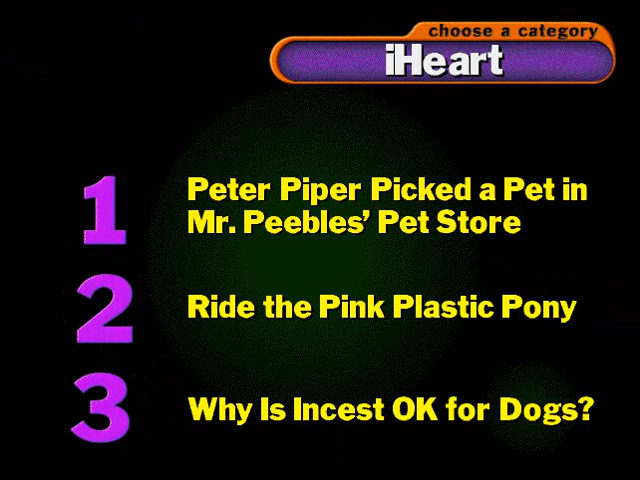 choose a category
iHeart
1
Peter Piper Picked a Pet in
Mr. Peebles' Pet Store
2
Ride the Pink Plastic Pony
3
Why Is Incest OK for Dogs?